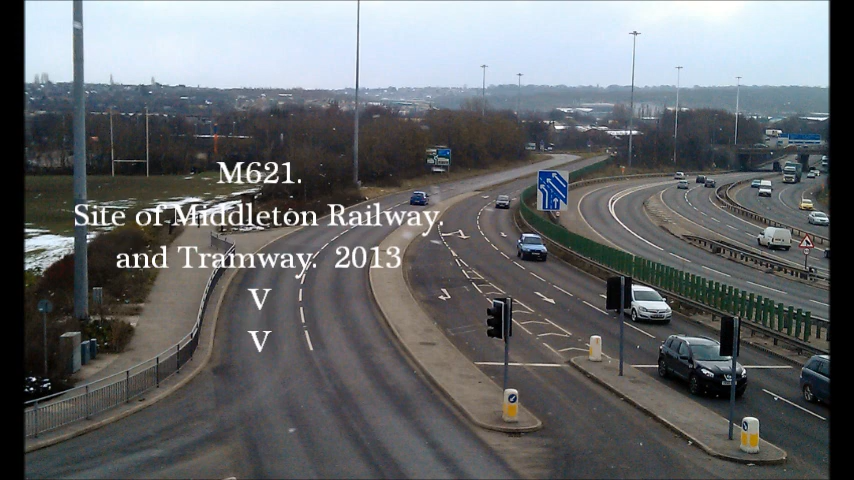 M621.
Site of Middleton Railway,
and Tramway. 2013
V
V